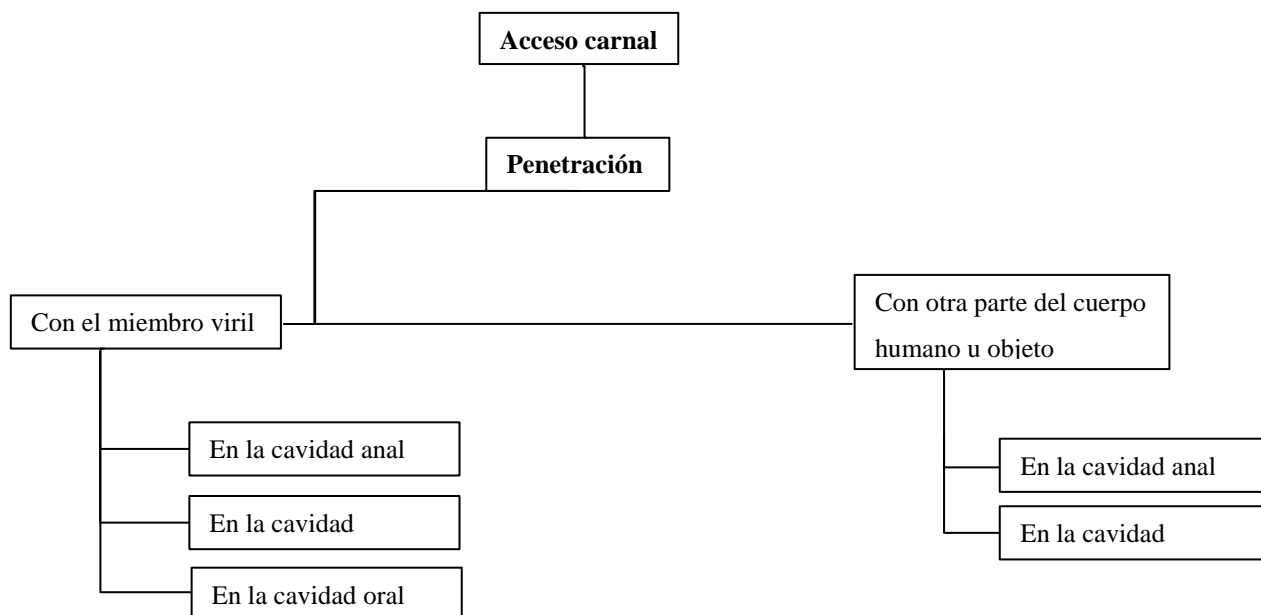 Acceso carnal
Penetración
Con el miembro viril
Con otra parte del cuerpo
humano u objeto
En la cavidad anal
En la cavidad
En la cavidad oral
En la cavidad anal
En la cavidad